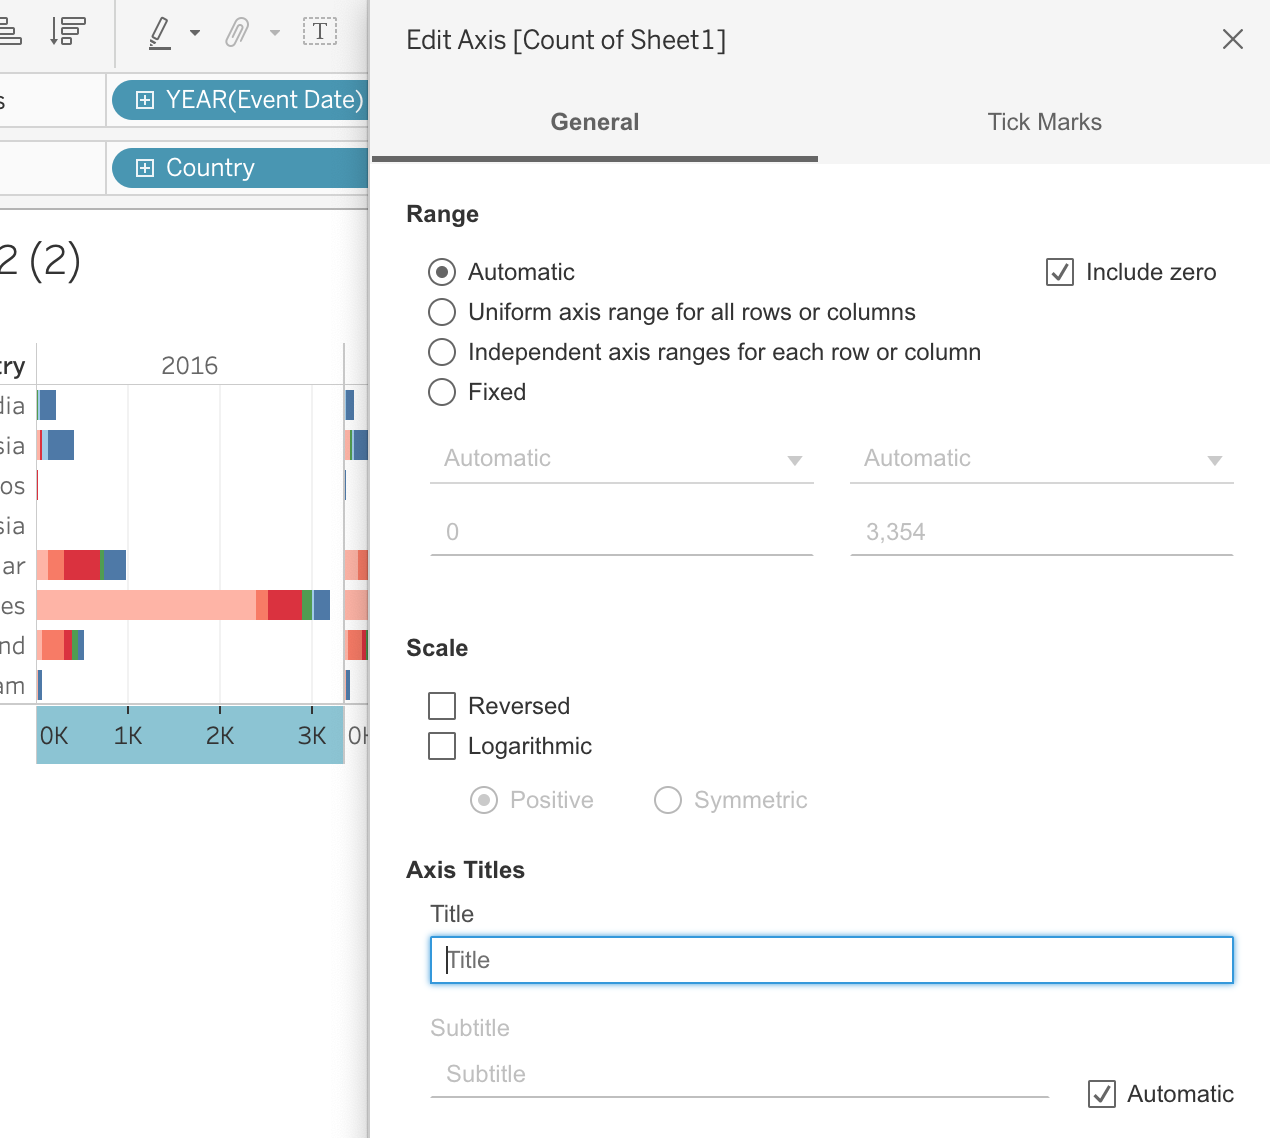 T
Edit Axis [Count of Sheet1]
s
YEAR(Event Date)
General
Tick Marks
Country
Range
2 (2)
Automatic
Include zero
Uniform axis range for all rows or columns
Independent axis ranges for each row or column
Fixed
try
2016
dia
sia
os
sia
ar
es
nd
am
0K 1K 2K 3K 0K
Automatic
Automatic
0
3,354
Scale
Reversed
Logarithmic
Positive
Symmetric
Axis Titles
Title
Title
Subtitle
Subtitle
Automatic